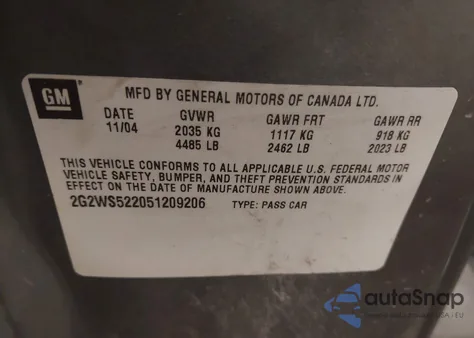 GM
MFD BY GENERAL MOTORS OF CANADA LTD.
DATE GVWR GAWR FRT GAWR RR
11/04 2035 KG 1117 KG 918 KG
4485 LB 2462 LB 2023 LB
THIS VEHICLE CONFORMS TO ALL APPLICABLE U.S. FEDERAL MOTOR
VEHICLE SAFETY, BUMPER, AND THEFT PREVENTION STANDARDS IN
EFFECT ON THE DATE OF MANUFACTURE SHOWN ABOVE.
2G2WS522051209206 TYPE: PASS CAR
autoSnap